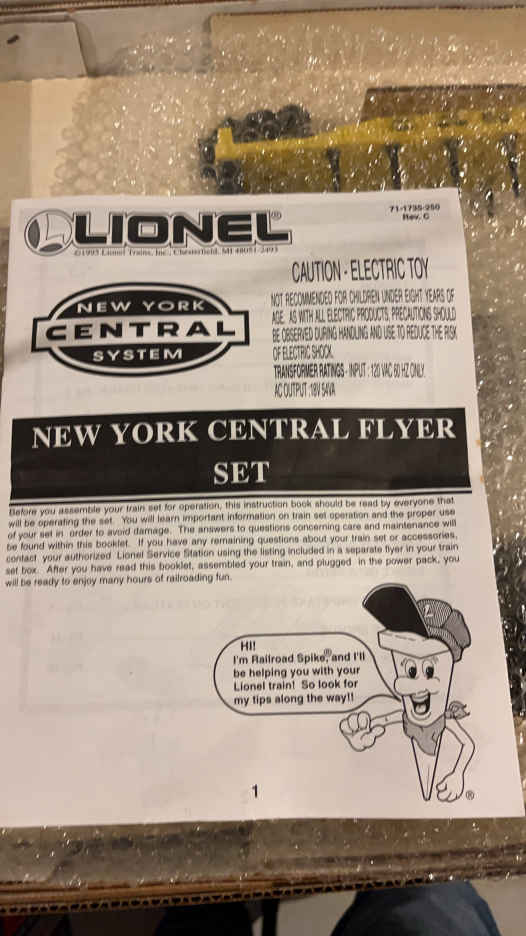 71-1735-250
Rev. C
LIONEL®
©1993 Lionel Trains, Inc., Chesterfield, MI 48051-2493
CAUTION - ELECTRIC TOY
NOT RECOMMENDED FOR CHILDREN UNDER EIGHT YEARS OF
AGE. AS WITH ALL ELECTRIC PRODUCTS, PRECAUTIONS SHOULD
BE OBSERVED DURING HANDLING AND USE TO REDUCE THE RISK
OF ELECTRIC SHOCK.
TRANSFORMER RATINGS - INPUT : 120 VAC 60 HZ ONLY.
AC OUTPUT :18V 54VA
NEW YORK
CENTRAL
SYSTEM
NEW YORK CENTRAL FLYER
SET
Before you assemble your train set for operation, this instruction book should be read by everyone that
will be operating the set. You will learn important information on train set operation and the proper use
of your set in order to avoid damage. The answers to questions concerning care and maintenance will
be found within this booklet. If you have any remaining questions about your train set or accessories,
contact your authorized Lionel Service Station using the listing included in a separate flyer in your train
set box. After you have read this booklet, assembled your train, and plugged in the power pack, you
will be ready to enjoy many hours of railroading fun.
HI!
I'm Railroad Spike,® and I'll
be helping you with your
Lionel train! So look for
my tips along the way!!
®
1